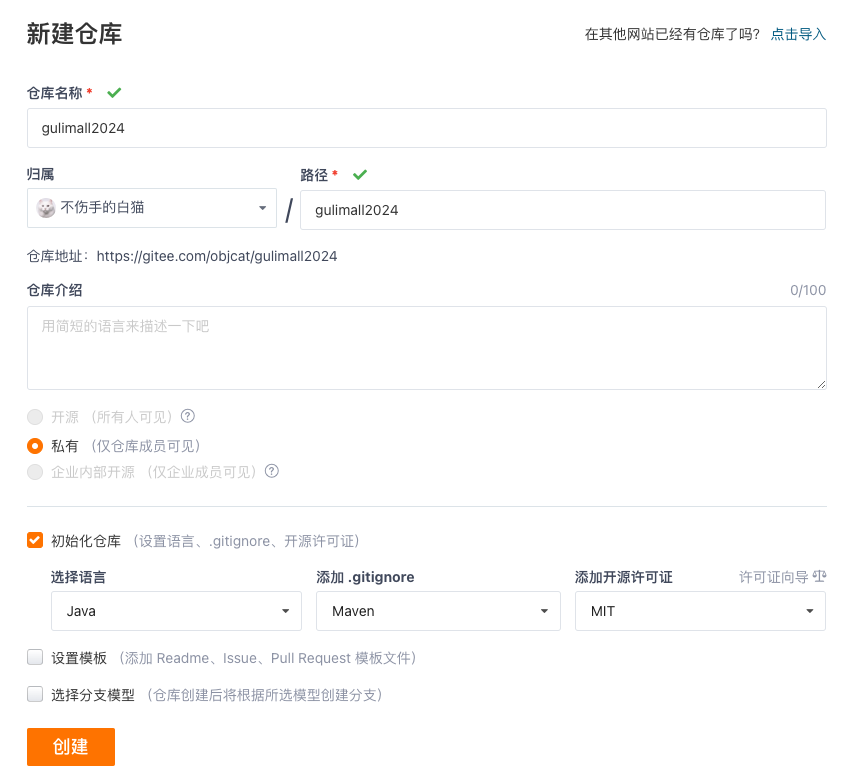 新建仓库
在其他网站已经有仓库了吗? 点击导入
仓库名称 *
gulimall2024
归属
路径 *
不伤手的白猫
/
gulimall2024
仓库地址：https://gitee.com/objcat/gulimall2024
仓库介绍
0/100
用简短的语言来描述一下吧
开源 （所有人可见）
私有 （仅仓库成员可见）
企业内部开源 （仅企业成员可见）
初始化仓库 （设置语言、.gitignore、开源许可证）
选择语言
添加 .gitignore
添加开源许可证
许可证向导
Java
Maven
MIT
设置模板 （添加 Readme、Issue、Pull Request 模板文件）
选择分支模型 （仓库创建后将根据所选模型创建分支）
创建